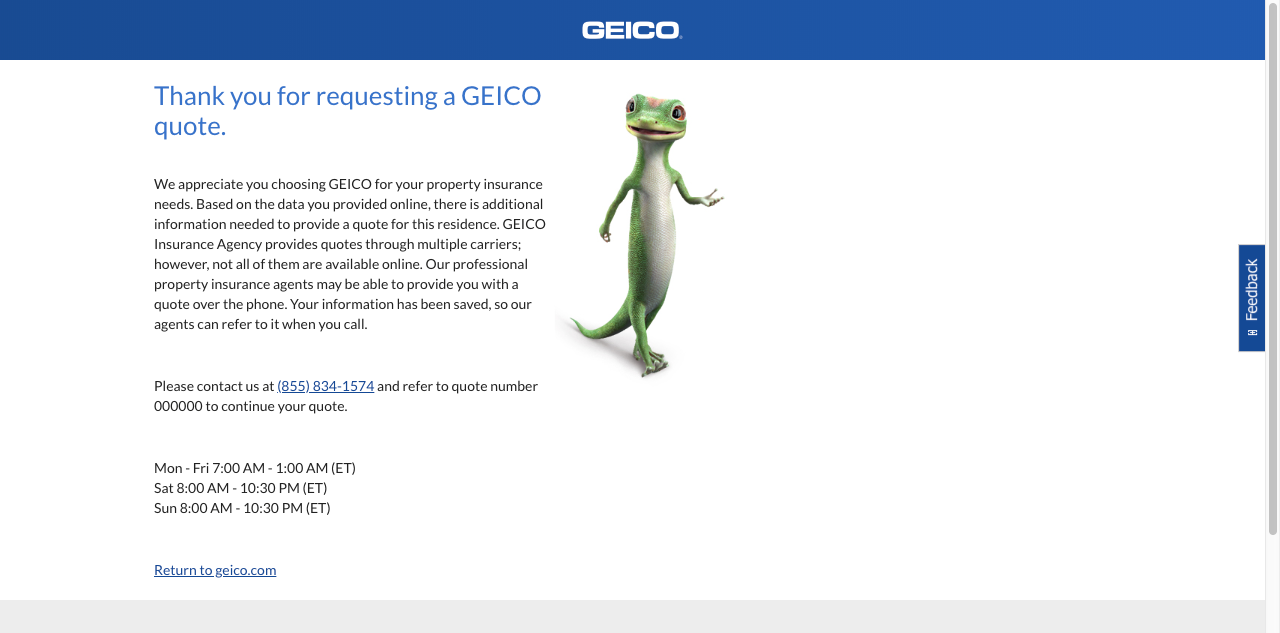 GEICO
Thank you for requesting a GEICO
quote.
We appreciate you choosing GEICO for your property insurance
needs. Based on the data you provided online, there is additional
information needed to provide a quote for this residence. GEICO
Insurance Agency provides quotes through multiple carriers;
however, not all of them are available online. Our professional
property insurance agents may be able to provide you with a
quote over the phone. Your information has been saved, so our
agents can refer to it when you call.
Please contact us at (855) 834-1574 and refer to quote number
000000 to continue your quote.
Mon - Fri 7:00 AM - 1:00 AM (ET)
Sat 8:00 AM - 10:30 PM (ET)
Sun 8:00 AM - 10:30 PM (ET)
Return to geico.com
Feedback